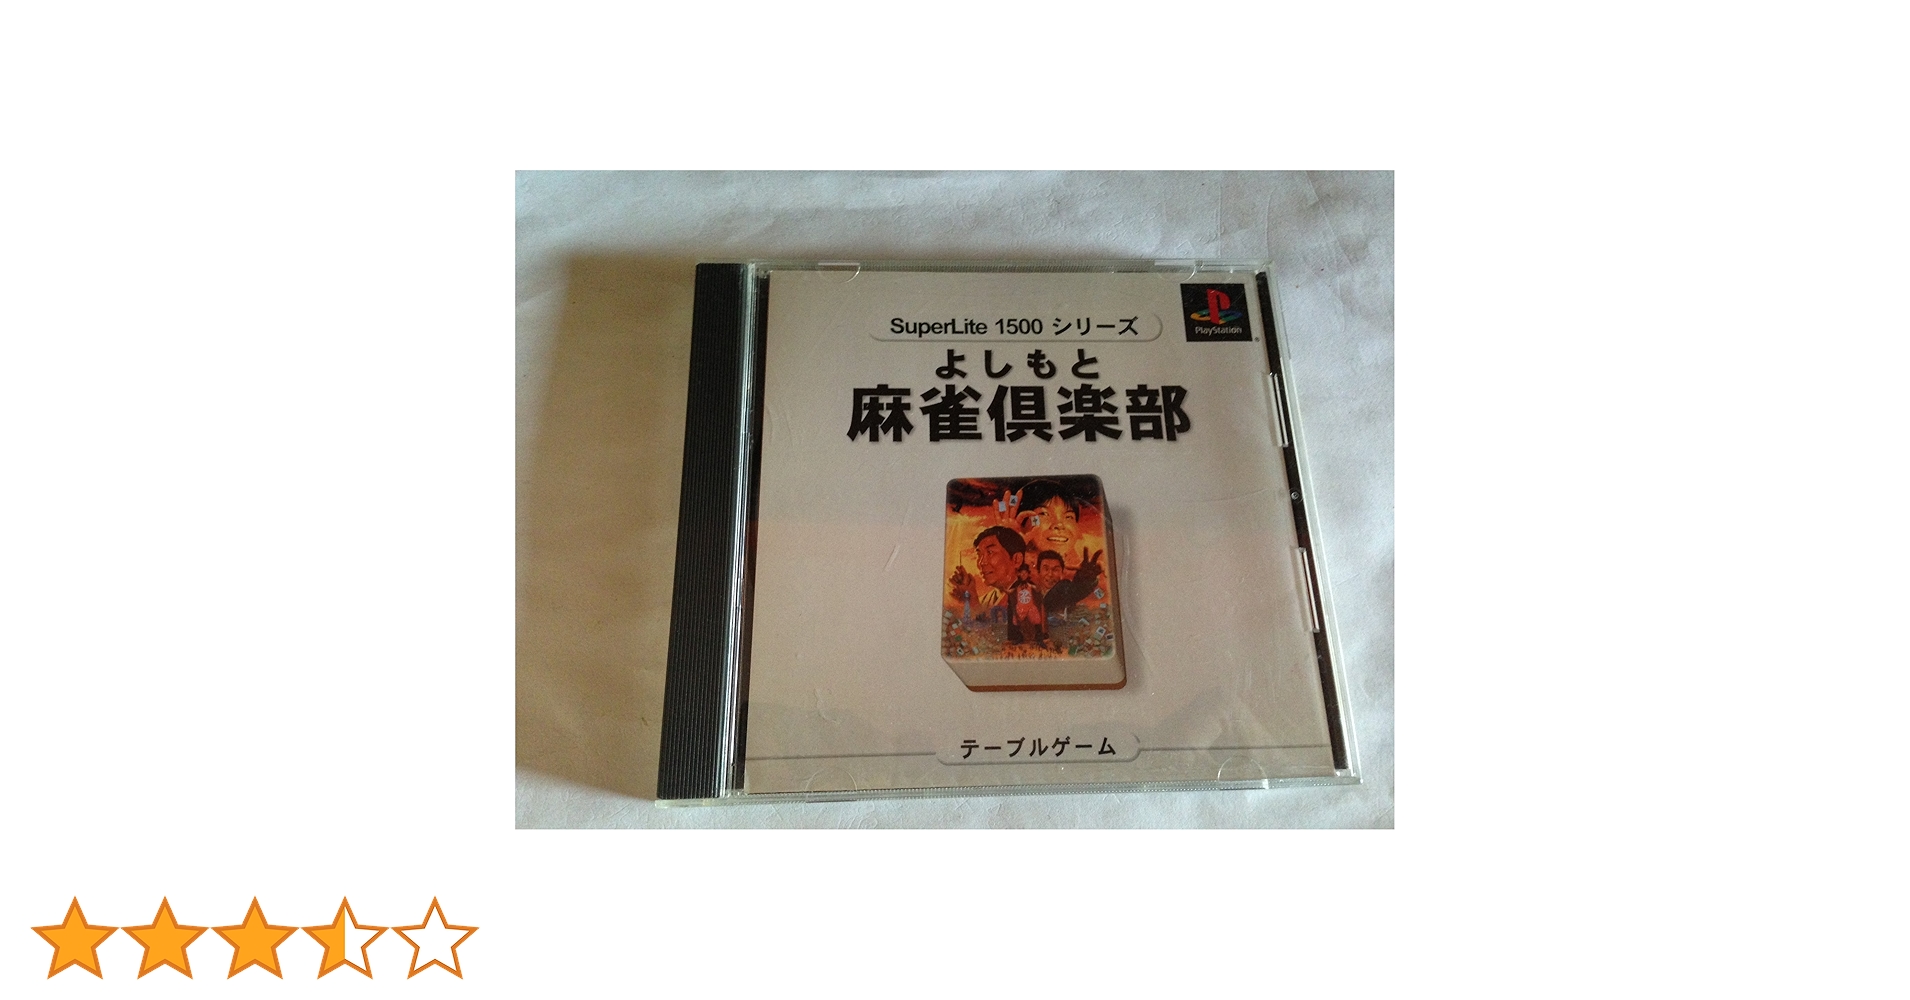 SuperLite 1500 シリーズ
PlayStation
よしもと
麻雀倶楽部
テーブルゲーム